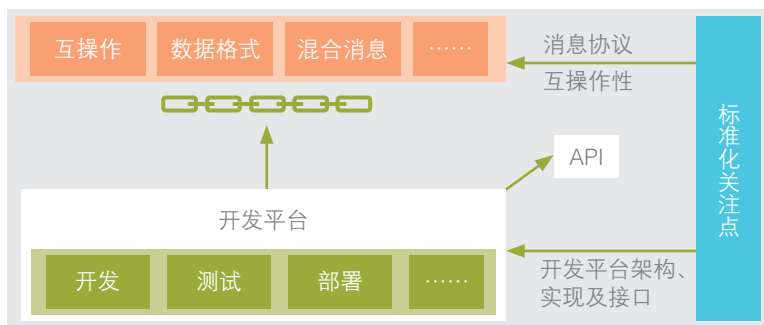 互操作
数据格式
混合消息
……
消息协议
互操作性
标准化关注点
API
开发平台
开发
测试
部署
……
开发平台架构、
实现及接口